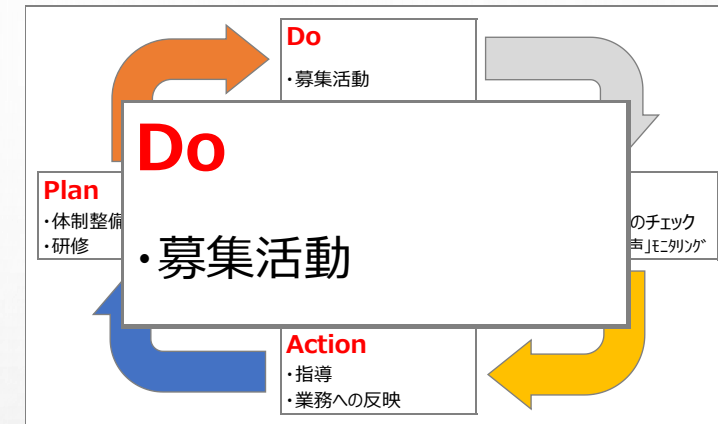 Do
・募集活動
Do
・募集活動
Plan
・体制整備
・研修
のチェック
声」ﾓﾆﾀﾘﾝｸﾞ
Action
・指導
・業務への反映